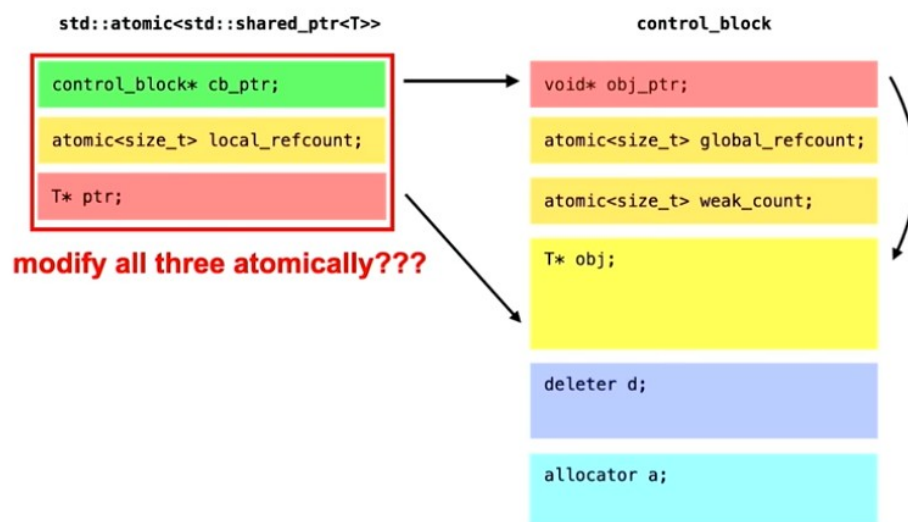 std::atomic<std::shared_ptr<T>>
control_block* cb_ptr;
atomic<size_t> local_refcount;
T* ptr;
modify all three atomically???
control_block
void* obj_ptr;
atomic<size_t> global_refcount;
atomic<size_t> weak_count;
T* obj;
deleter d;
allocator a;